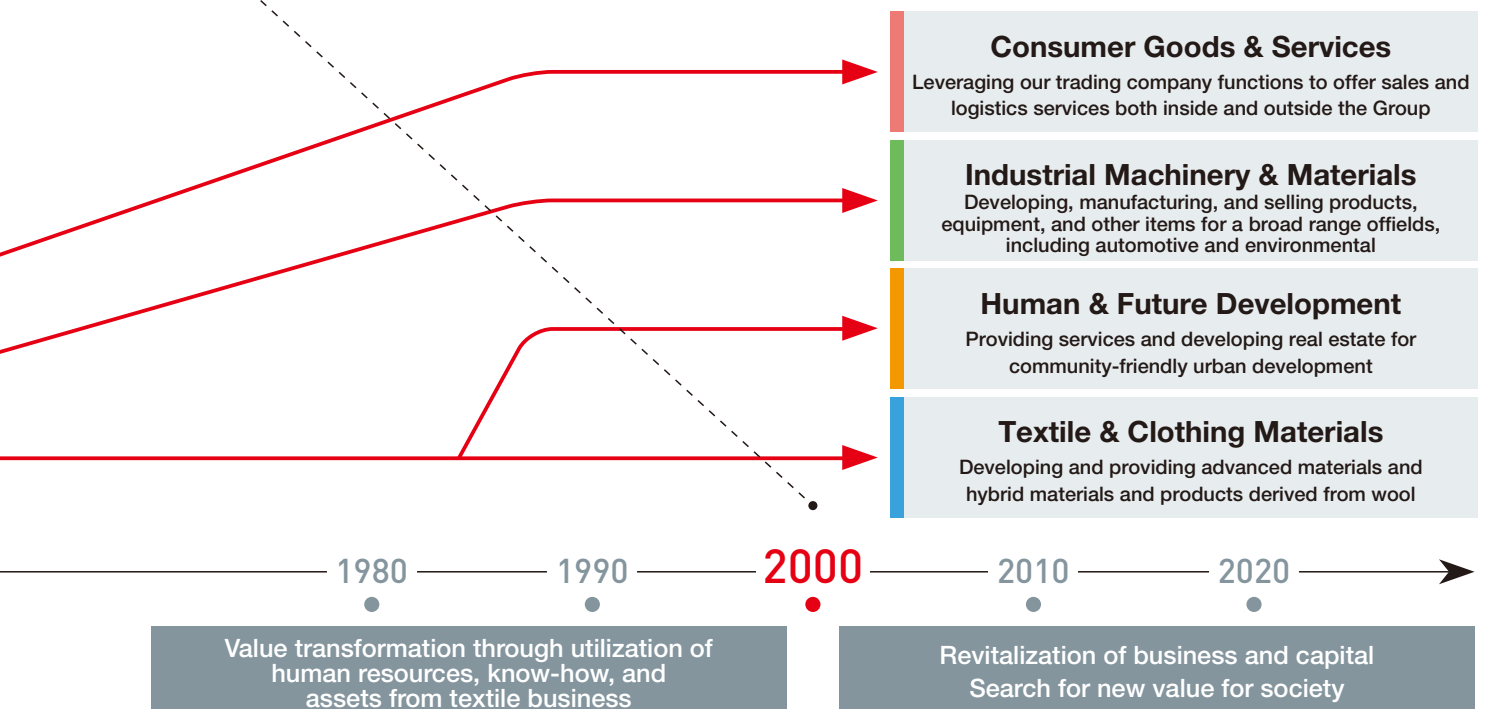 Consumer Goods & Services
Leveraging our trading company functions to offer sales and
logistics services both inside and outside the Group
Industrial Machinery & Materials
Developing, manufacturing, and selling products,
equipment, and other items for a broad range offields,
including automotive and environmental
Human & Future Development
Providing services and developing real estate for
community-friendly urban development
Textile & Clothing Materials
Developing and providing advanced materials and
hybrid materials and products derived from wool
1980 1990 2000 2010 2020
Value transformation through utilization of
human resources, know-how, and
assets from textile business
Revitalization of business and capital
Search for new value for society